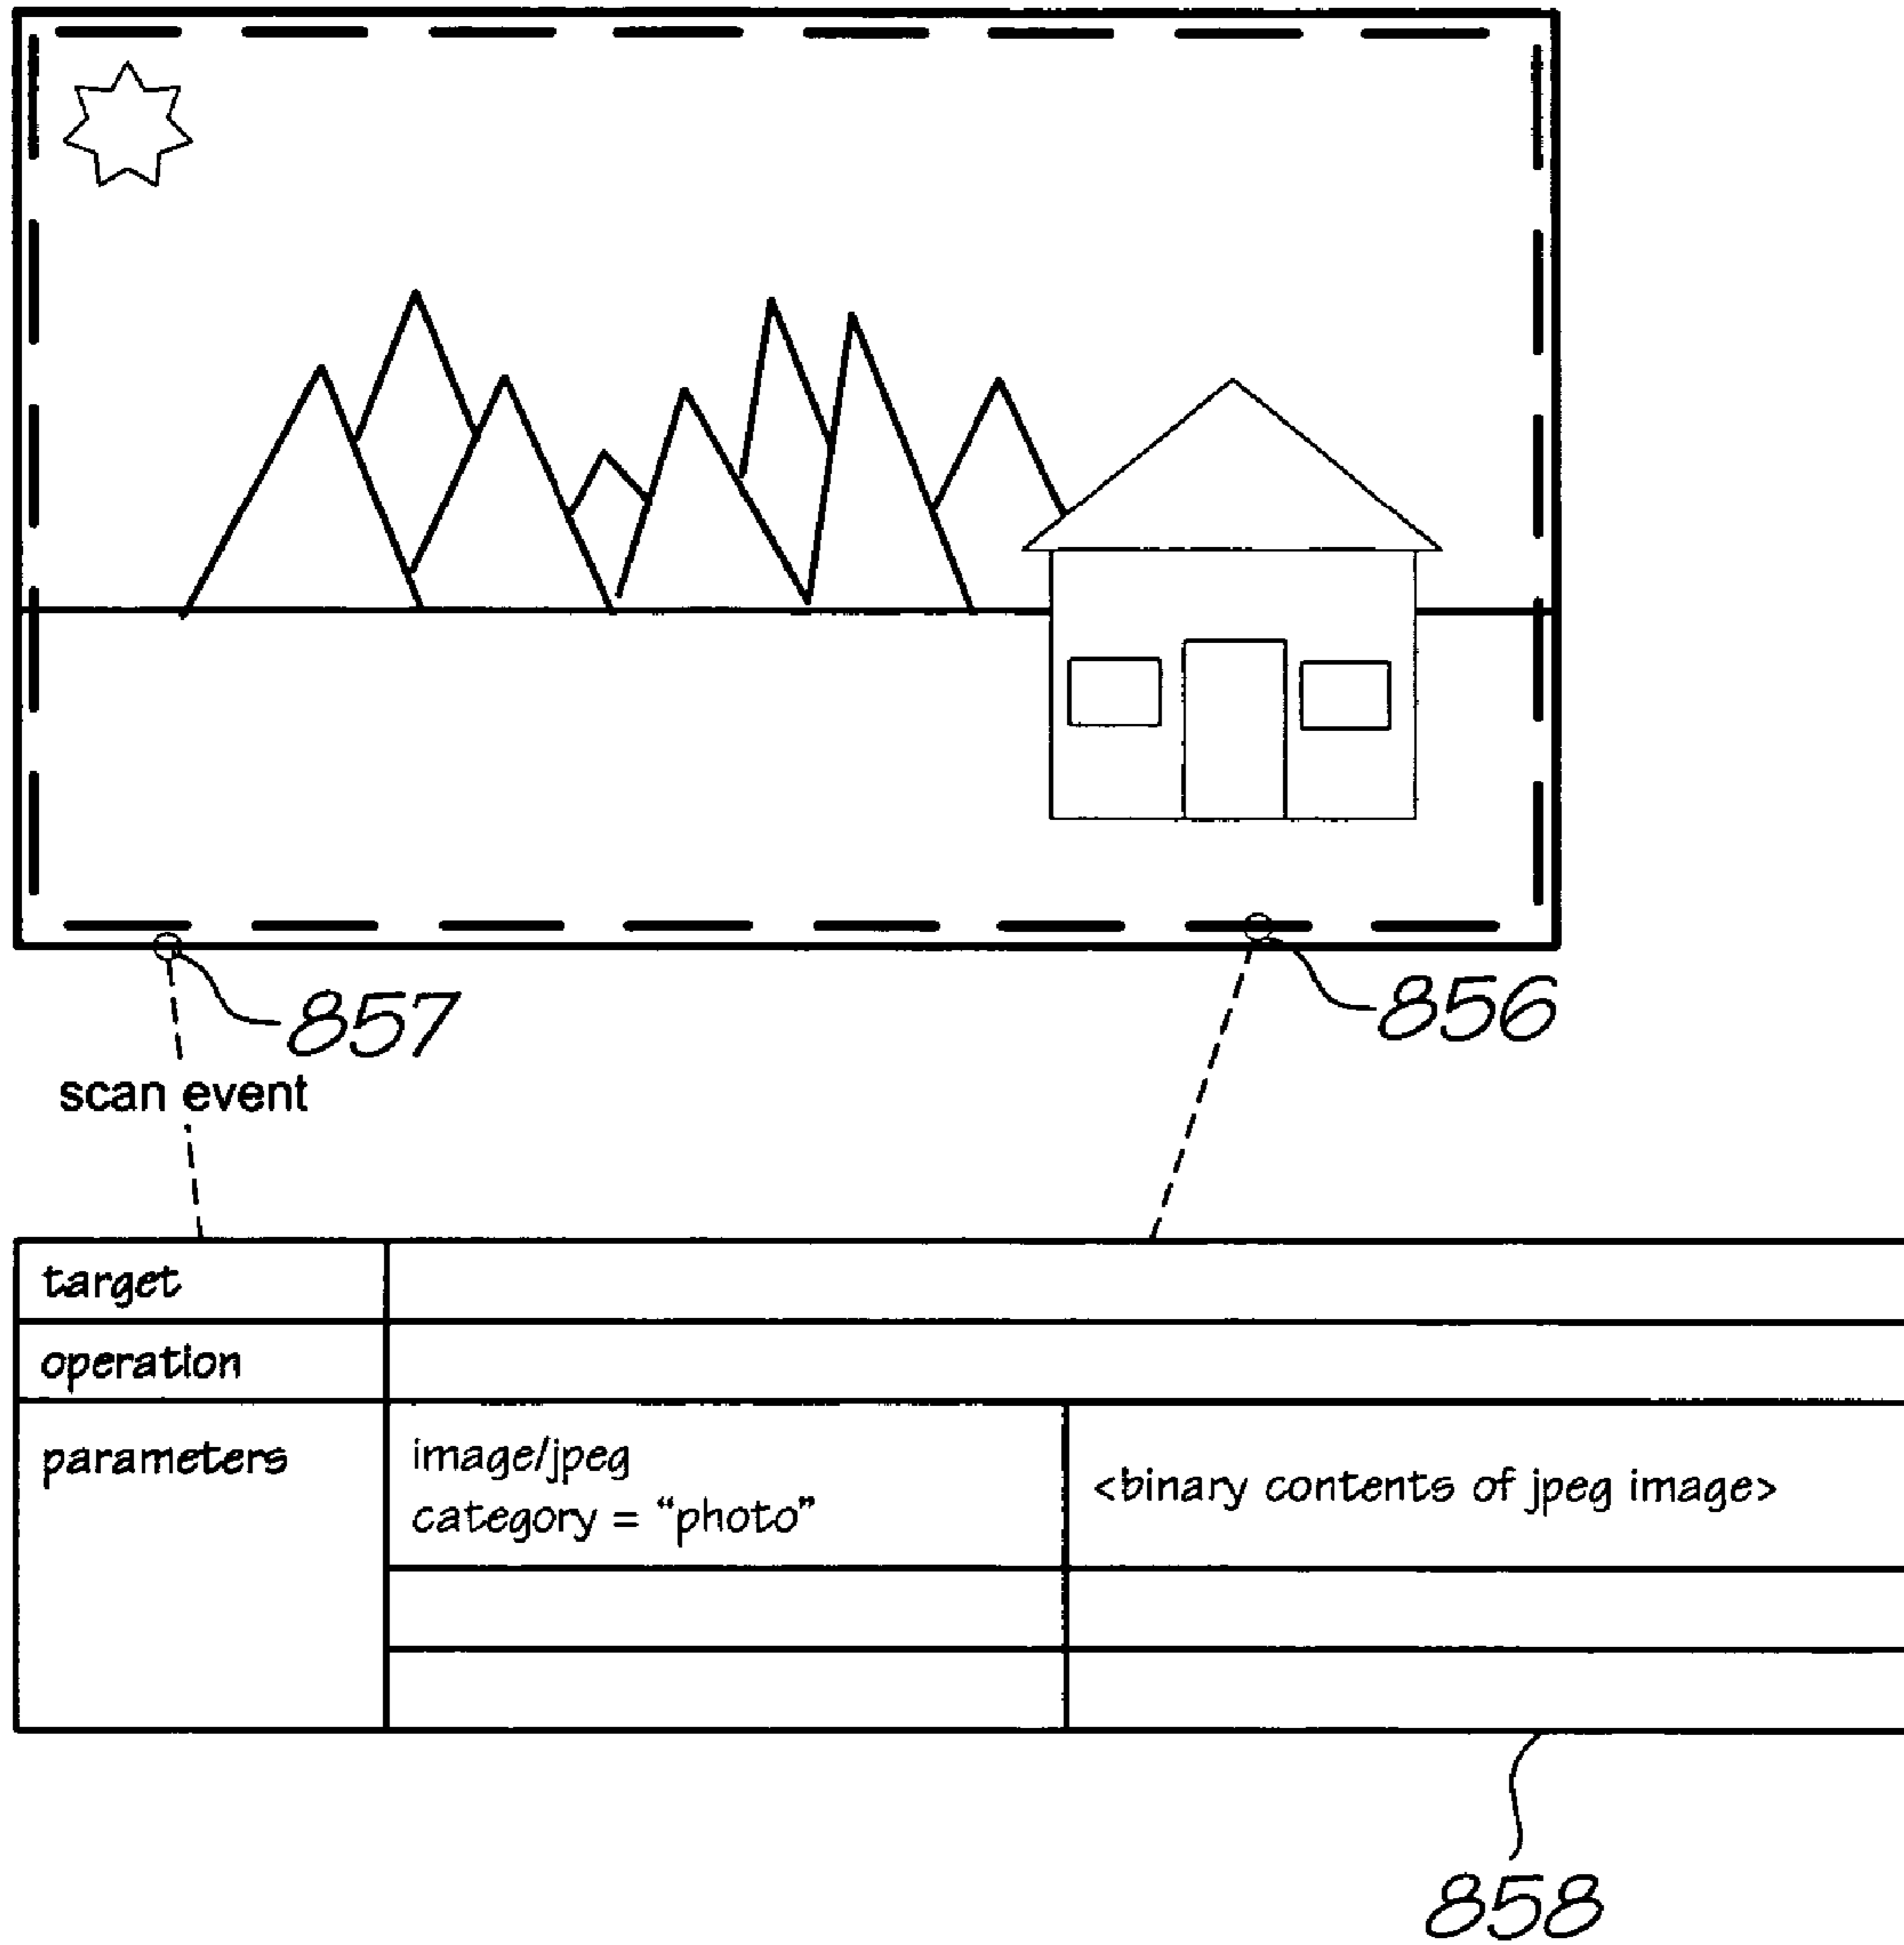 857
856
scan event
target
operation
parameters
image/jpeg
category = “photo”
<binary contents of jpeg image>
858